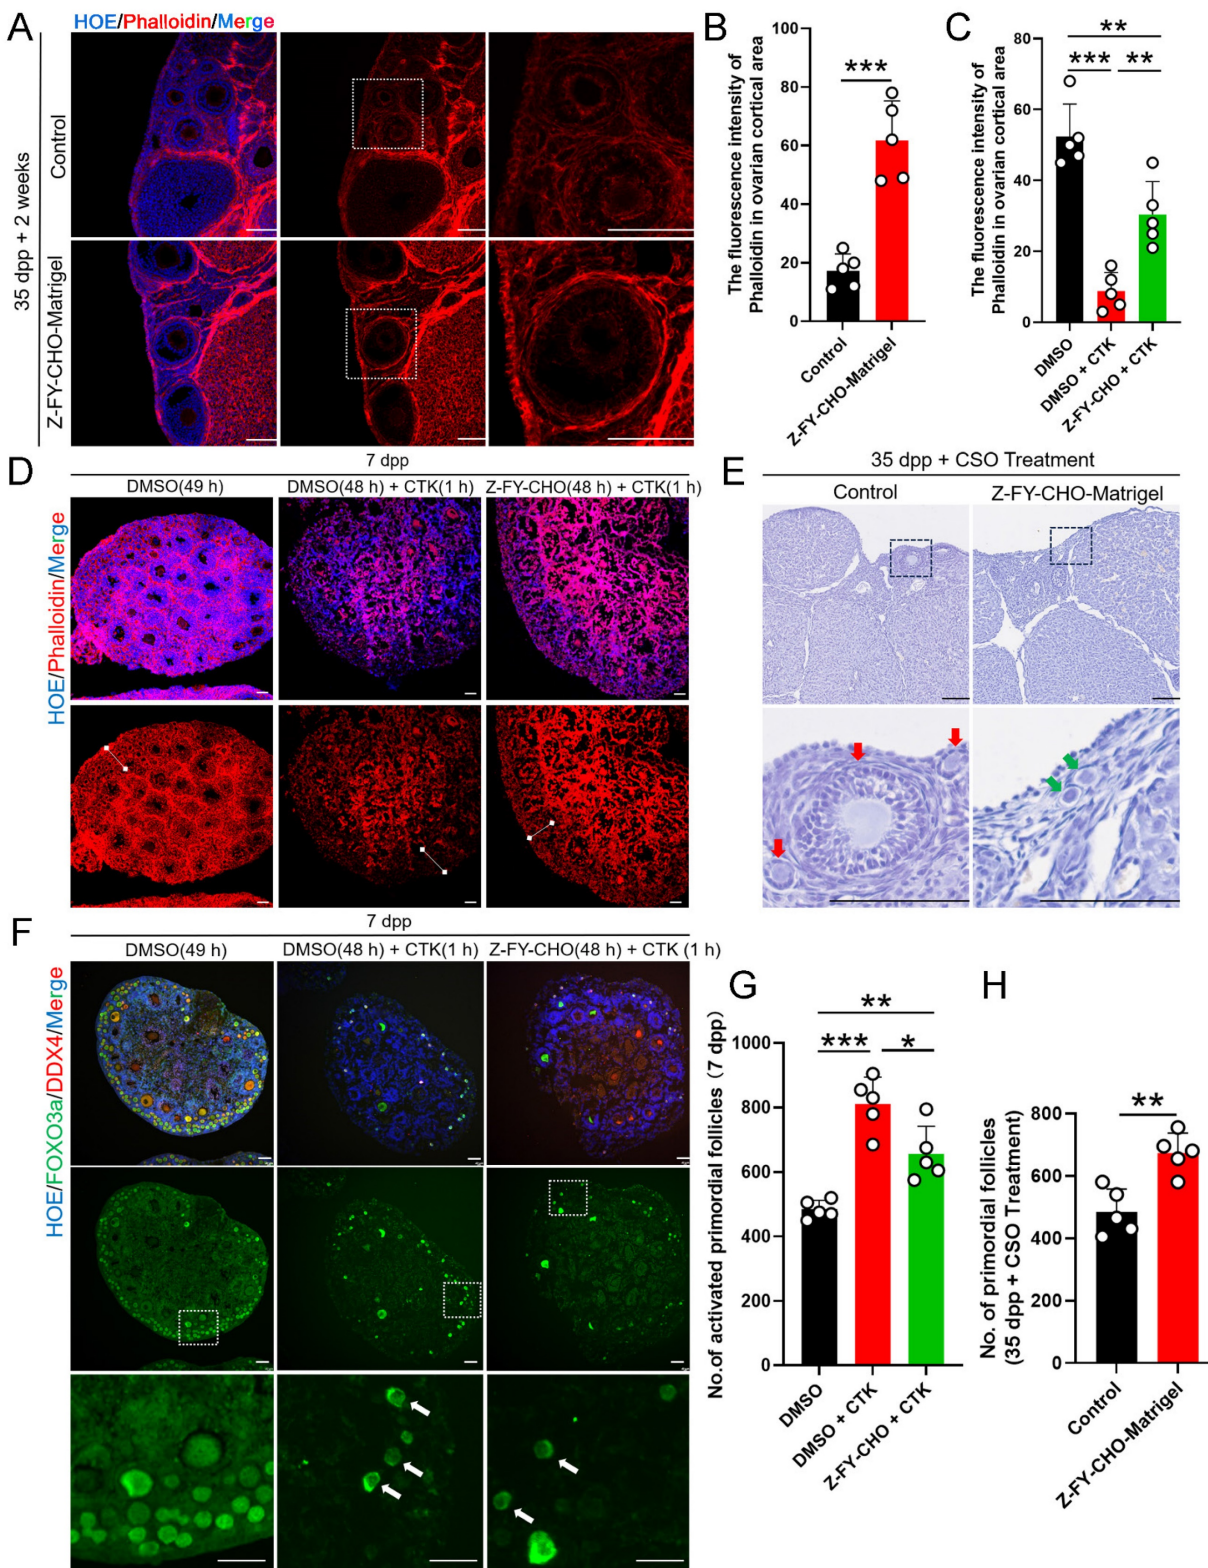 A
HOE/Phalloidin/Merge
35 dpp + 2 weeks
Control
Z-FY-CHO-Matrigel
B
The fluorescence intensity of
Phalloidin in ovarian cortical area
100
80
60
40
20
0
***
Control
Z-FY-CHO-Matrigel
C
The fluorescence intensity of
Phalloidin in ovarian cortical area
80
60
40
20
0
**
*** **
DMSO
DMSO + CTK
Z-FY-CHO + CTK
D
7 dpp
DMSO(49 h) DMSO(48 h) + CTK(1 h) Z-FY-CHO(48 h) + CTK(1 h)
HOE/Phalloidin/Merge
E
35 dpp + CSO Treatment
Control Z-FY-CHO-Matrigel
F
7 dpp
DMSO(49 h) DMSO(48 h) + CTK(1 h) Z-FY-CHO(48 h) + CTK (1 h)
HOE/FOXO3a/DDX4/Merge
G
No.of activated primordial follicles (7 dpp)
1000
800
600
400
200
0
**
*** *
DMSO
DMSO + CTK
Z-FY-CHO + CTK
H
No. of primordial follicles
(35 dpp + CSO Treatment)
800
600
400
200
0
**
Control
Z-FY-CHO-Matrigel